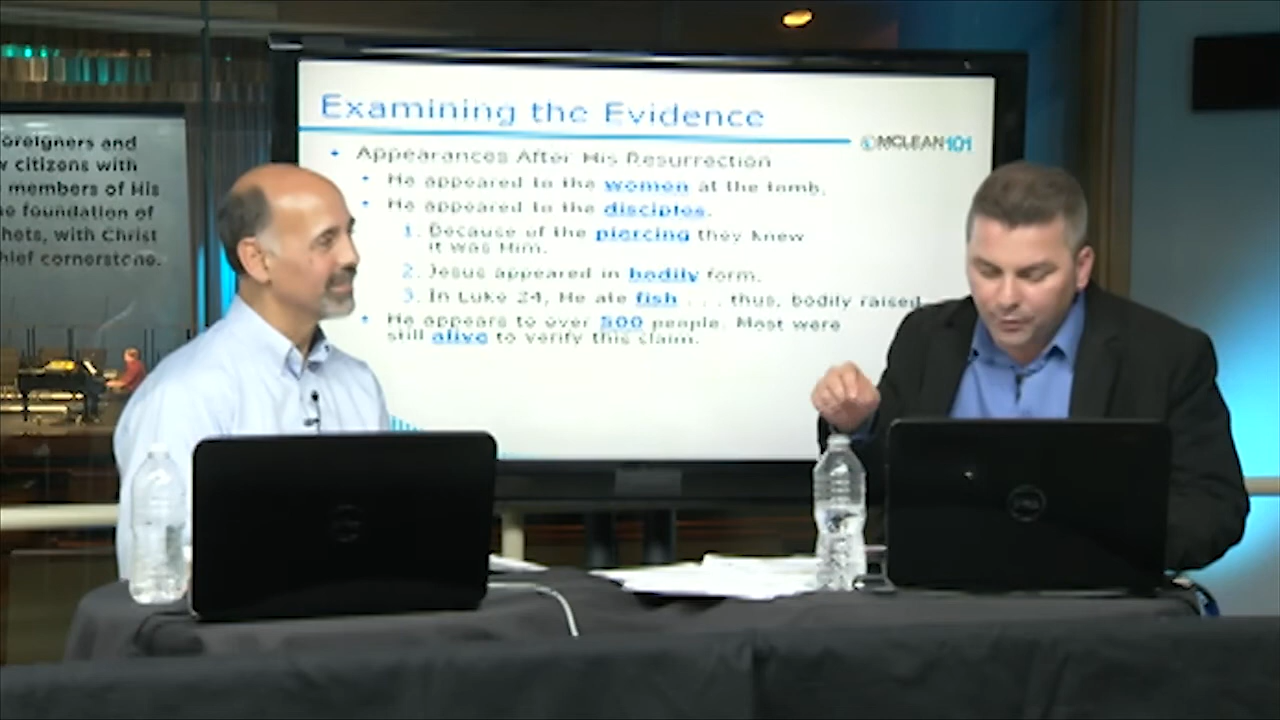 Examining the Evidence
MCLEAN101
• Appearances After His Resurrection
• He appeared to the women at the tomb.
• He appeared to the disciples.
1. Because of the piercing they knew
it was Him.
2. Jesus appeared in bodily form.
3. In Luke 24, He ate fish . . . thus, bodily raised
• He appears to over 500 people. Most were
still alive to verify this claim.
oreigners and
citizens with
members of His
foundation of
with Christ
cornerstone.
DELL